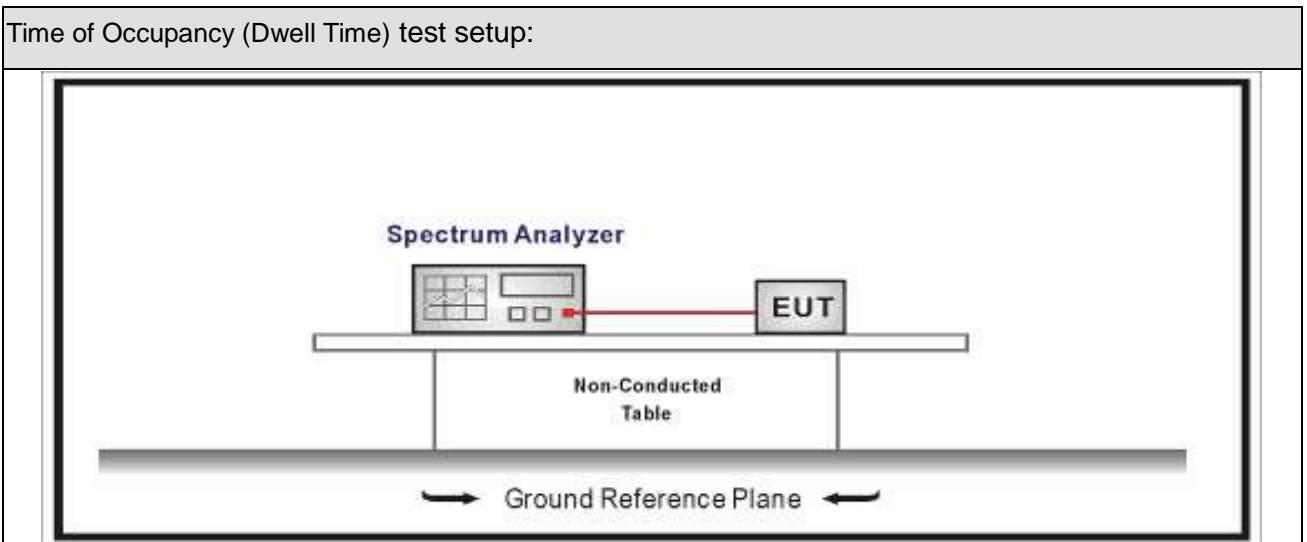 Time of Occupancy (Dwell Time) test setup:
Spectrum Analyzer
EUT
Non-Conducted
Table
Ground Reference Plane